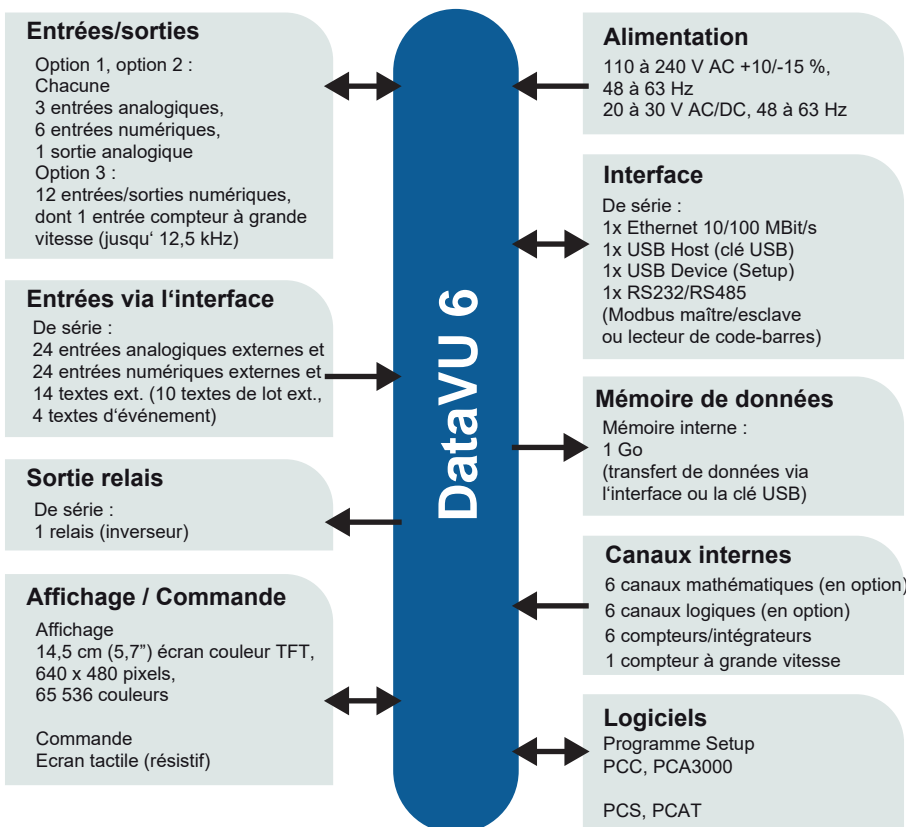 Entrées/sorties
Option 1, option 2 :
Chacune
3 entrées analogiques,
6 entrées numériques,
1 sortie analogique
Option 3 :
12 entrées/sorties numériques,
dont 1 entrée compteur à grande
vitesse (jusqu‘ 12,5 kHz)
Entrées via l‘interface
De série :
24 entrées analogiques externes et
24 entrées numériques externes et
14 textes ext. (10 textes de lot ext.,
4 textes d‘événement)
Sortie relais
De série :
1 relais (inverseur)
Affichage / Commande
Affichage
14,5 cm (5,7”) écran couleur TFT,
640 x 480 pixels,
65 536 couleurs
Commande
Ecran tactile (résistif)
DataVU 6
Alimentation
110 à 240 V AC +10/-15 %,
48 à 63 Hz
20 à 30 V AC/DC, 48 à 63 Hz
Interface
De série :
1x Ethernet 10/100 MBit/s
1x USB Host (clé USB)
1x USB Device (Setup)
1x RS232/RS485
(Modbus maître/esclave
ou lecteur de code-barres)
Mémoire de données
Mémoire interne :
1 Go
(transfert de données via
l‘interface ou la clé USB)
Canaux internes
6 canaux mathématiques (en option)
6 canaux logiques (en option)
6 compteurs/intégrateurs
1 compteur à grande vitesse
Logiciels
Programme Setup
PCC, PCA3000
PCS, PCAT